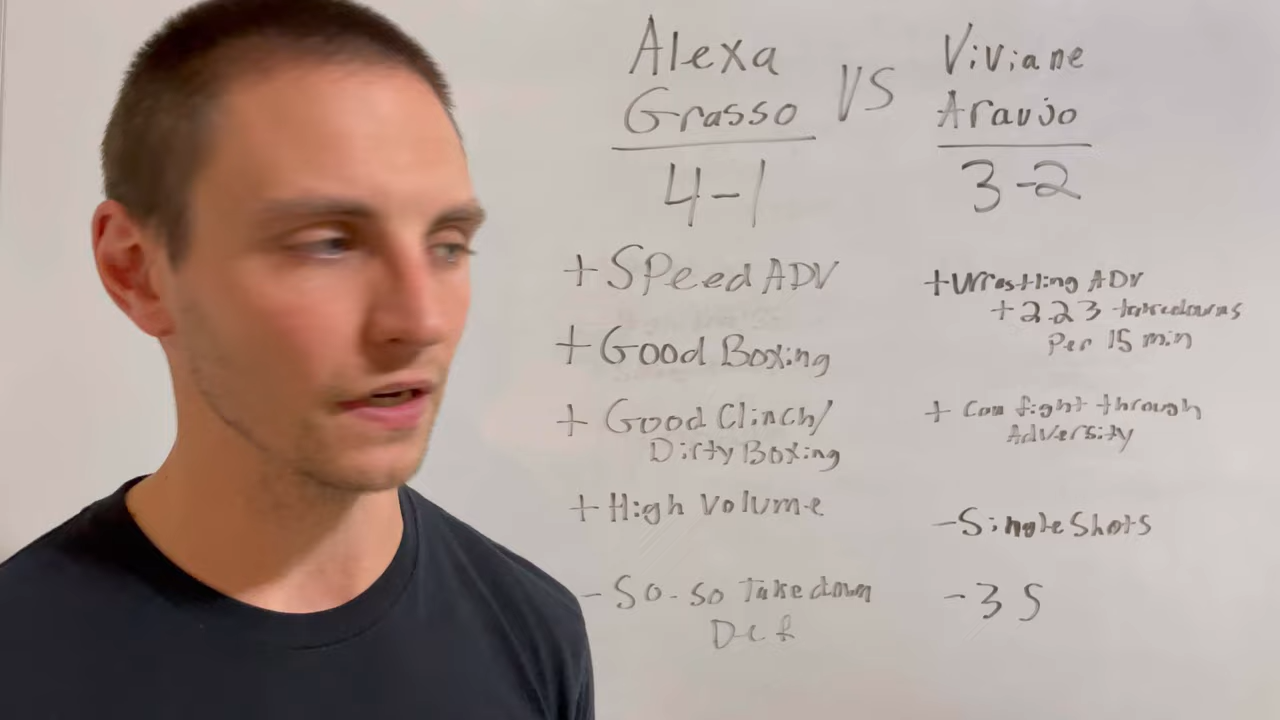 Alexa
Grasso
VS
Viviane
Araujo
4-1
3-2
+ Speed ADV
+ Good Boxing
+ Good Clinch/
Dirty Boxing
+ High Volume
- So-so Takedown
Def
+ Wrestling ADV
+ 2.23 takedowns
Per 15 min
+ Can fight through
Adversity
- Single Shots
- 35